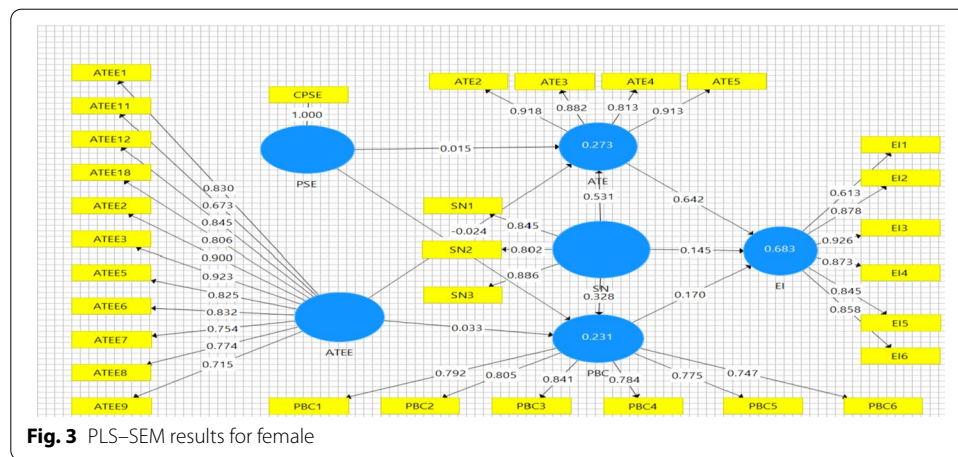 ATEE1
ATEE11
ATEE12
ATEE18
ATEE2
ATEE3
ATEE5
ATEE6
ATEE7
ATEE8
ATEE9
0.830
0.673
0.845
0.806
0.900
0.923
0.825
0.832
0.754
0.774
0.715
ATEE
CPSE
1.000
PSE
0.015
-0.024
0.033
ATE2
ATE3
ATE4
ATE5
0.918
0.882
0.813
0.913
0.273
ATE
0.531
0.642
SN1
SN2
SN3
0.845
0.802
0.886
SN
0.328
0.145
0.170
0.231
PBC
0.792
0.805
0.841
0.784
0.775
0.747
PBC1
PBC2
PBC3
PBC4
PBC5
PBC6
0.683
EI
0.613
0.878
0.926
0.873
0.845
0.858
EI1
EI2
EI3
EI4
EI5
EI6
Fig. 3 PLS–SEM results for female